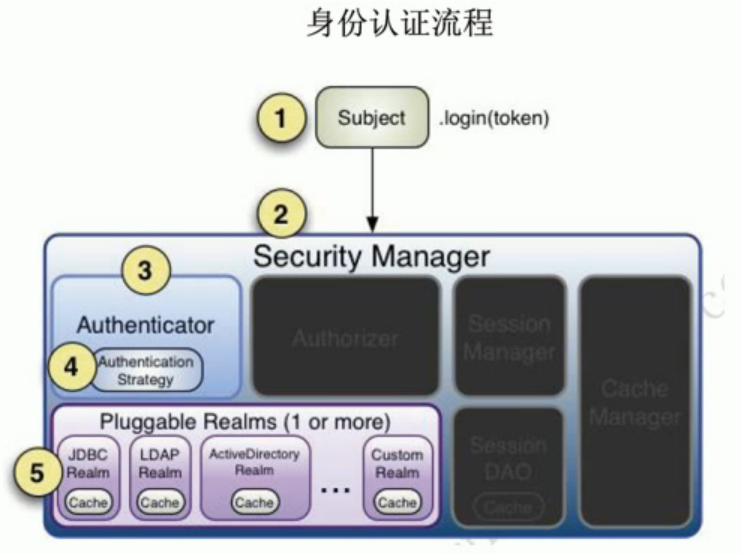 身份认证流程
1
Subject
.login(token)
2
Security Manager
3
Authenticator
4
Authentication
Strategy
Authorizer
Session
Manager
Cache
Manager
Pluggable Realms (1 or more)
5
JDBC
Realm
Cache
LDAP
Realm
Cache
ActiveDirectory
Realm
Cache
...
Custom
Realm
Cache
Session
DAO
Cache